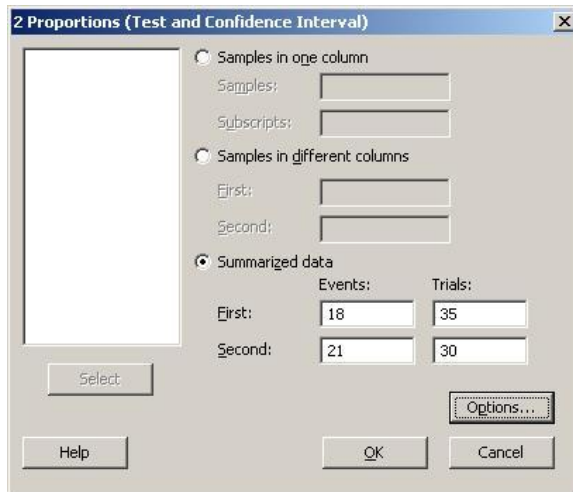 2 Proportions (Test and Confidence Interval)
Samples in one column
Samples:
Subscripts:
Samples in different columns
First:
Second:
Summarized data
Events: Trials:
First: 18 35
Second: 21 30
Select
Options...
Help OK Cancel